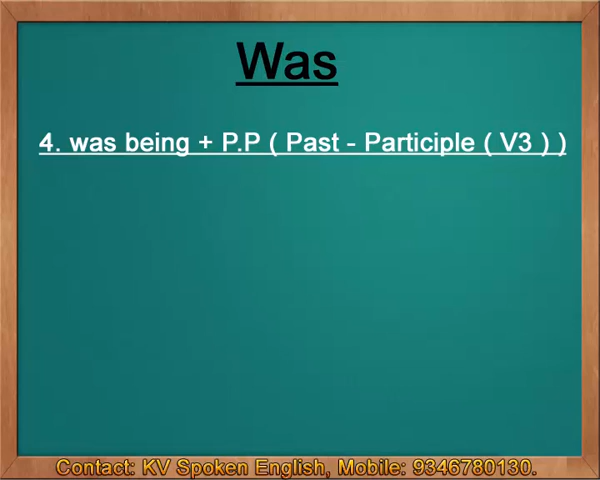 Was
4. was being + P.P ( Past - Participle ( V3 ) )
Contact: KV Spoken English, Mobile: 9346780130.